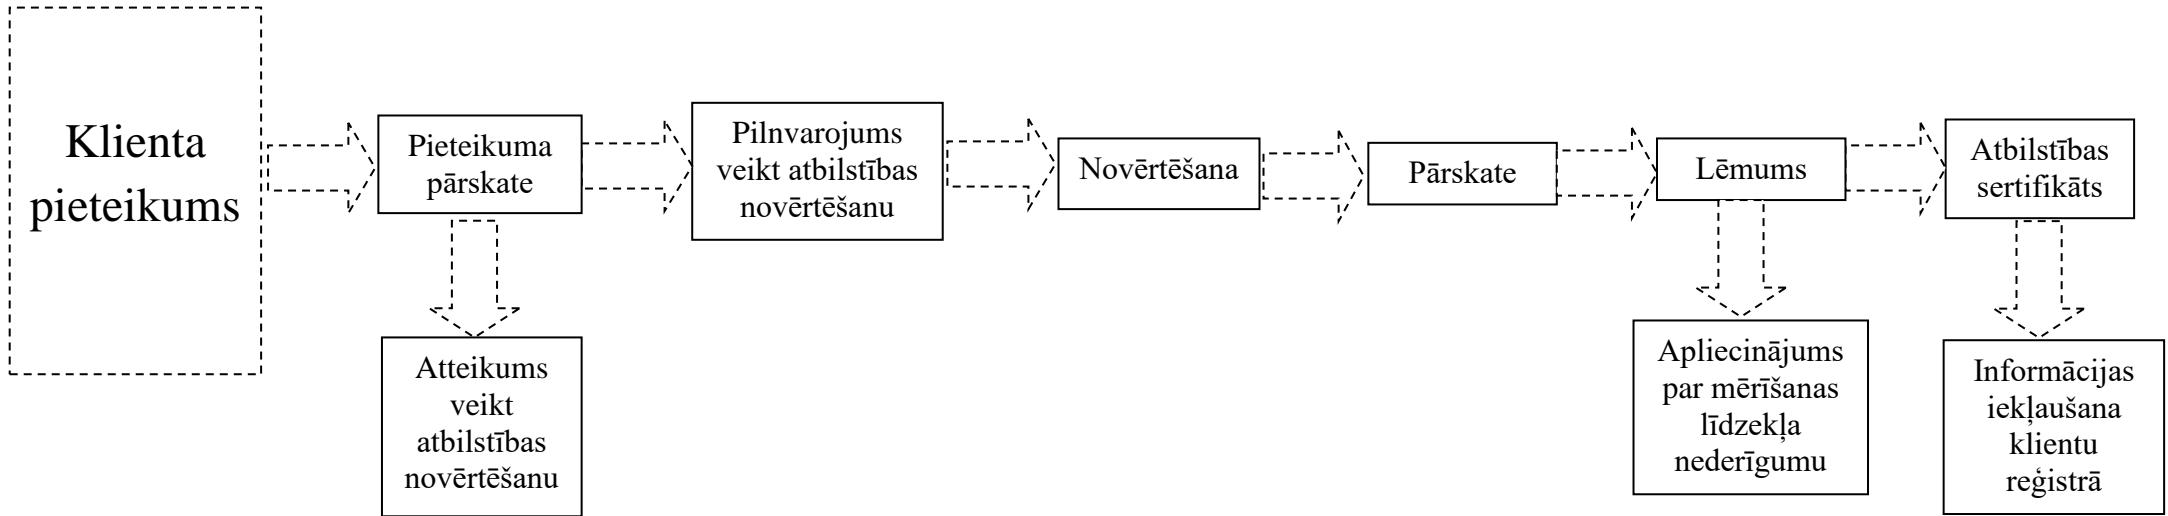 Klienta
pieteikums
Pieteikuma
pārskate
Pilnvarojums
veikt atbilstības
novērtēšanu
Novērtēšana
Pārskate
Lēmums
Atbilstības
sertifikāts
Atteikums
veikt
atbilstības
novērtēšanu
Apliecinājums
par mērīšanas
līdzekļa
nederīgumu
Informācijas
iekļaušana
klientu
reģistrā